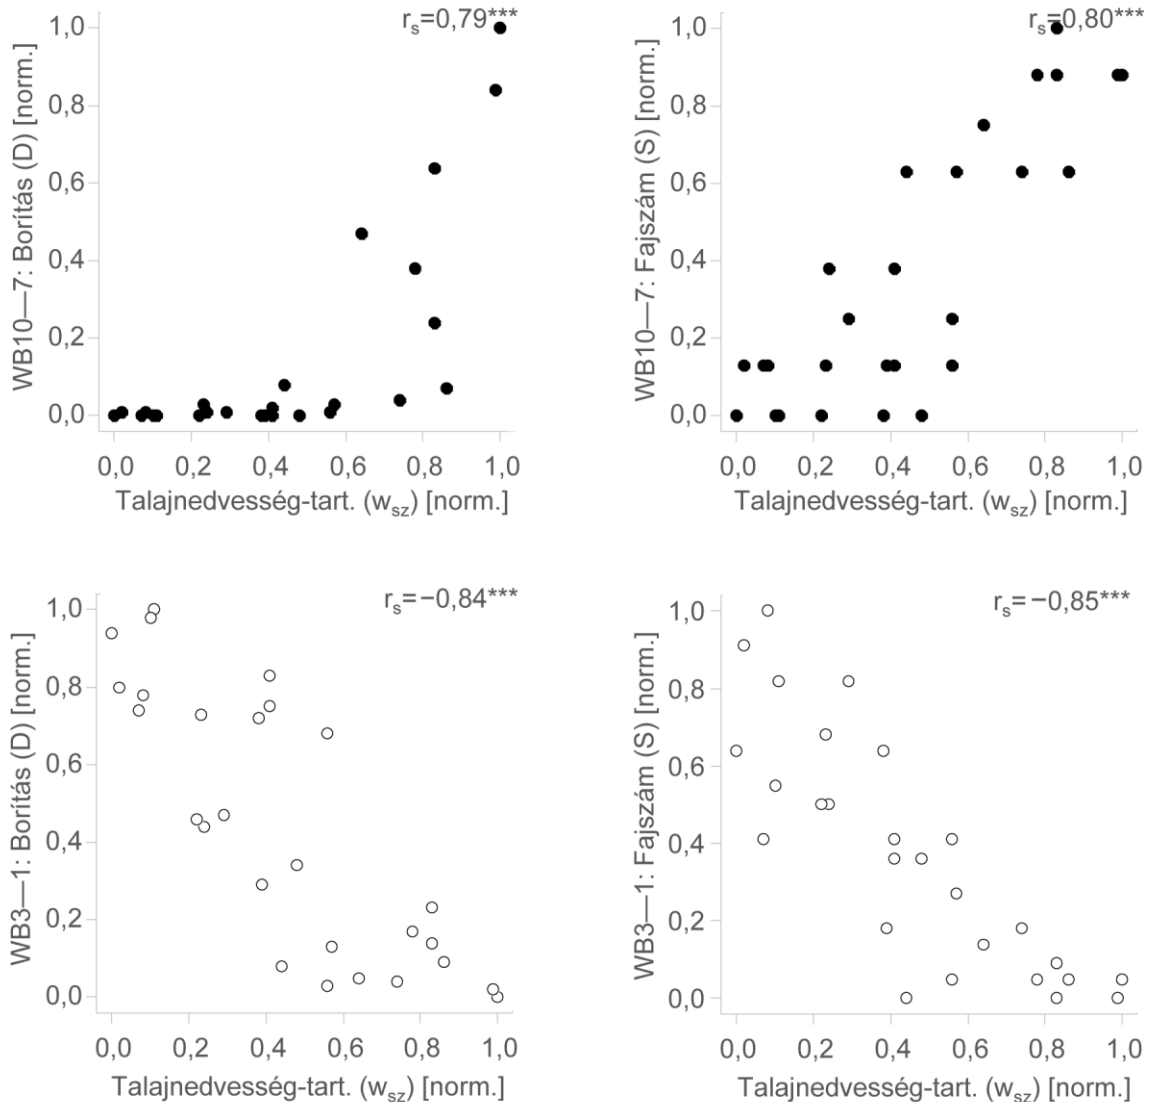 r_s=0,79***
WB10—7: Borítás (D) [norm.]
1,0
0,8
0,6
0,4
0,2
0,0
0,0 0,2 0,4 0,6 0,8 1,0
Talajnedvesség-tart. (w_sz) [norm.]
r_s=0,80***
WB10—7: Fajszám (S) [norm.]
1,0
0,8
0,6
0,4
0,2
0,0
0,0 0,2 0,4 0,6 0,8 1,0
Talajnedvesség-tart. (w_sz) [norm.]
r_s=−0,84***
WB3—1: Borítás (D) [norm.]
1,0
0,8
0,6
0,4
0,2
0,0
0,0 0,2 0,4 0,6 0,8 1,0
Talajnedvesség-tart. (w_sz) [norm.]
r_s=−0,85***
WB3—1: Fajszám (S) [norm.]
1,0
0,8
0,6
0,4
0,2
0,0
0,0 0,2 0,4 0,6 0,8 1,0
Talajnedvesség-tart. (w_sz) [norm.]